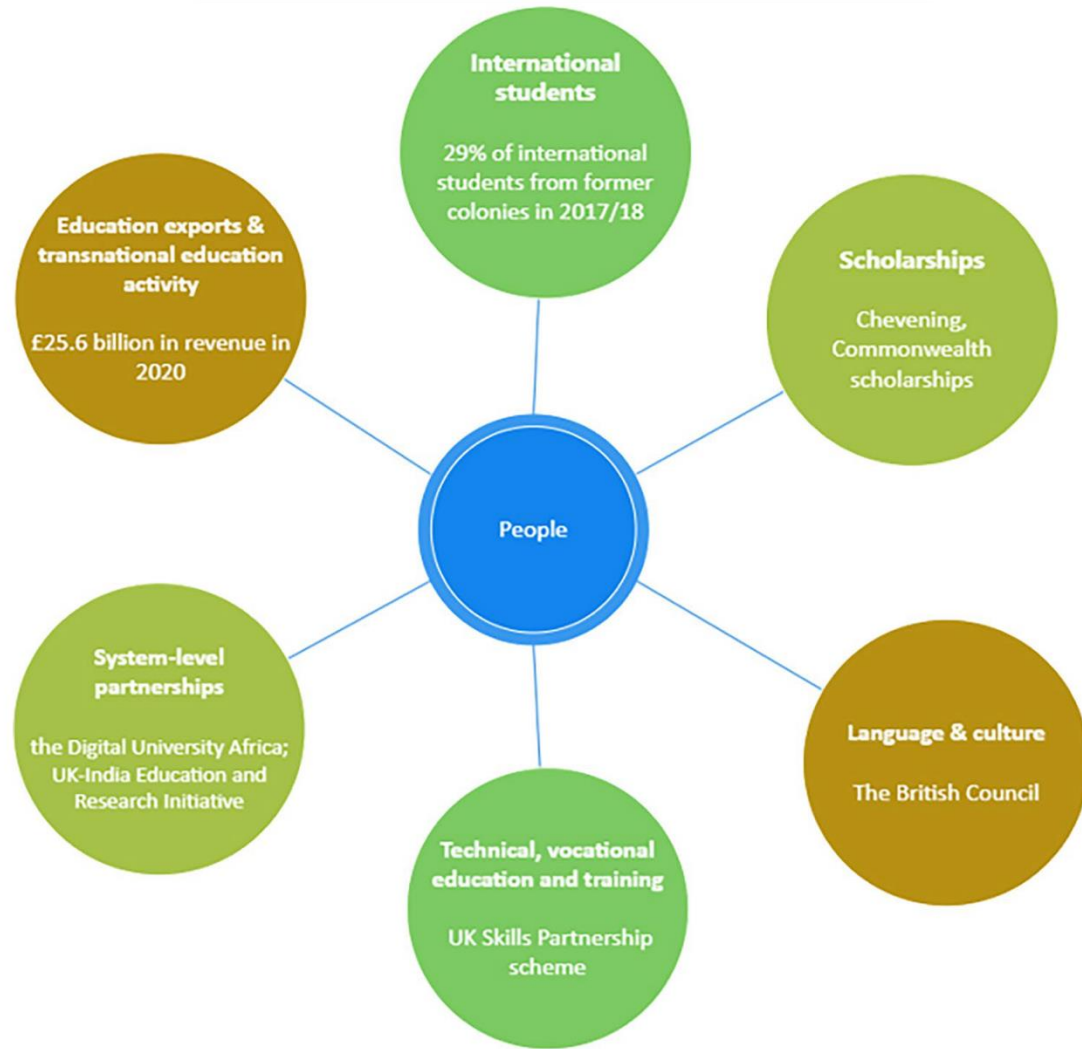 International
students
29% of international
students from former
colonies in 2017/18
Education exports &
transnational education
activity
£25.6 billion in revenue in
2020
Scholarships
Chevening,
Commonwealth
scholarships
People
System-level
partnerships
the Digital University Africa;
UK-India Education and
Research Initiative
Language & culture
The British Council
Technical, vocational
education and training
UK Skills Partnership
scheme